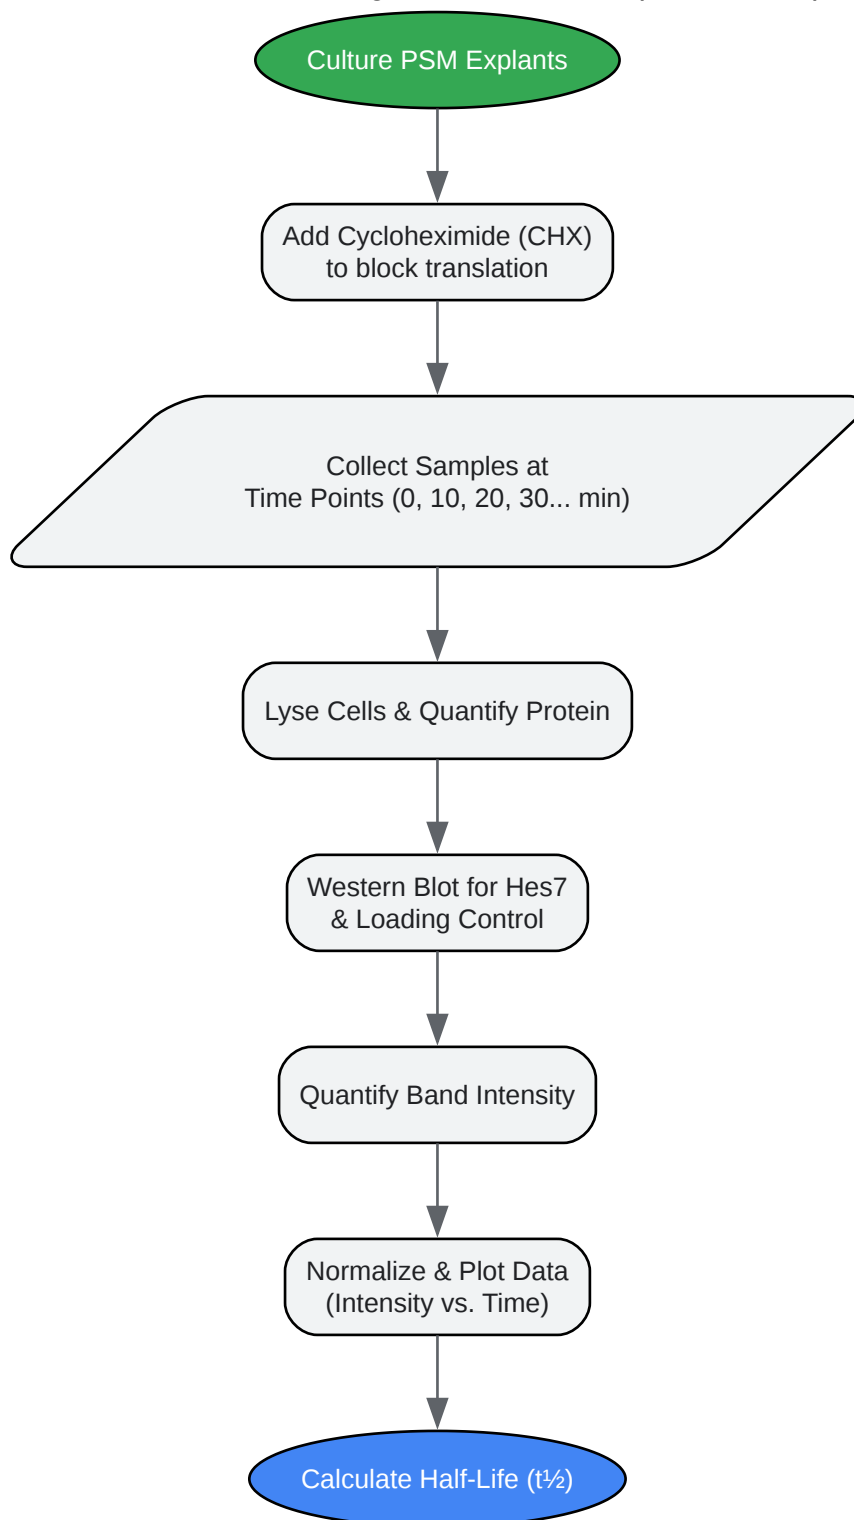 Culture PSM Explants
Add Cycloheximide (CHX)
to block translation
Collect Samples at
Time Points (0, 10, 20, 30... min)
Lyse Cells & Quantify Protein
Western Blot for Hes7
& Loading Control
Quantify Band Intensity
Normalize & Plot Data
(Intensity vs. Time)
Calculate Half-Life (t½)